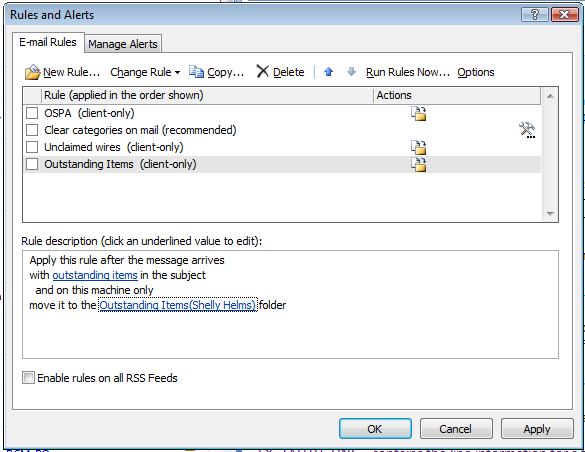 Rules and Alerts
E-mail Rules
Manage Alerts
New Rule...
Change Rule
Copy...
Delete
Run Rules Now...
Options
Rule (applied in the order shown)
Actions
OSPA (client-only)
Clear categories on mail (recommended)
Unclaimed wires (client-only)
Outstanding Items (client-only)
Rule description (click an underlined value to edit):
Apply this rule after the message arrives
with outstanding items in the subject
and on this machine only
move it to the Outstanding Items(Shelly Helms) folder
Enable rules on all RSS Feeds
OK
Cancel
Apply